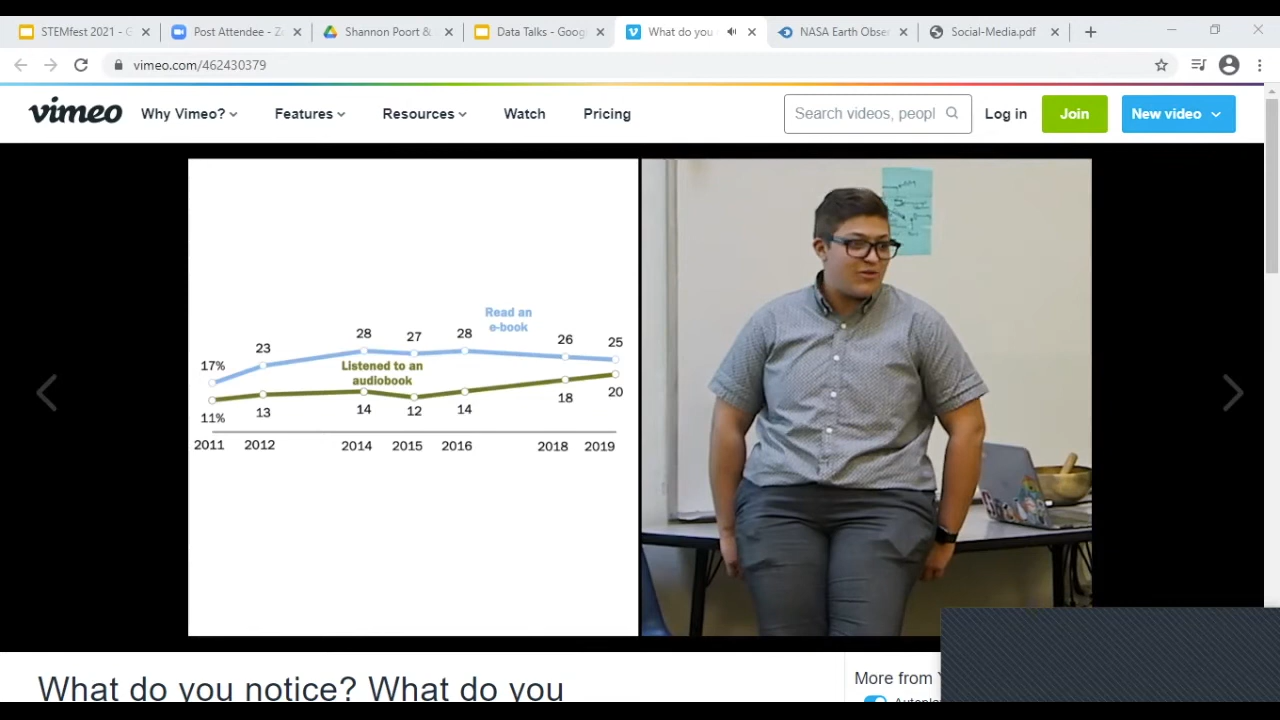 STEMfest 2021 - G
Post Attendee - Z
Shannon Poort &
Data Talks - Goog
What do you
NASA Earth Obser
Social-Media.pdf
vimeo.com/462430379
vimeo
Why Vimeo?
Features
Resources
Watch
Pricing
Search videos, peopl
Log in
Join
New video
Read an
e-book
17%
23
28
27
28
26
25
Listened to an
audiobook
11%
13
14
12
14
18
20
2011
2012
2014
2015
2016
2018
2019
What do you notice? What do you
More from